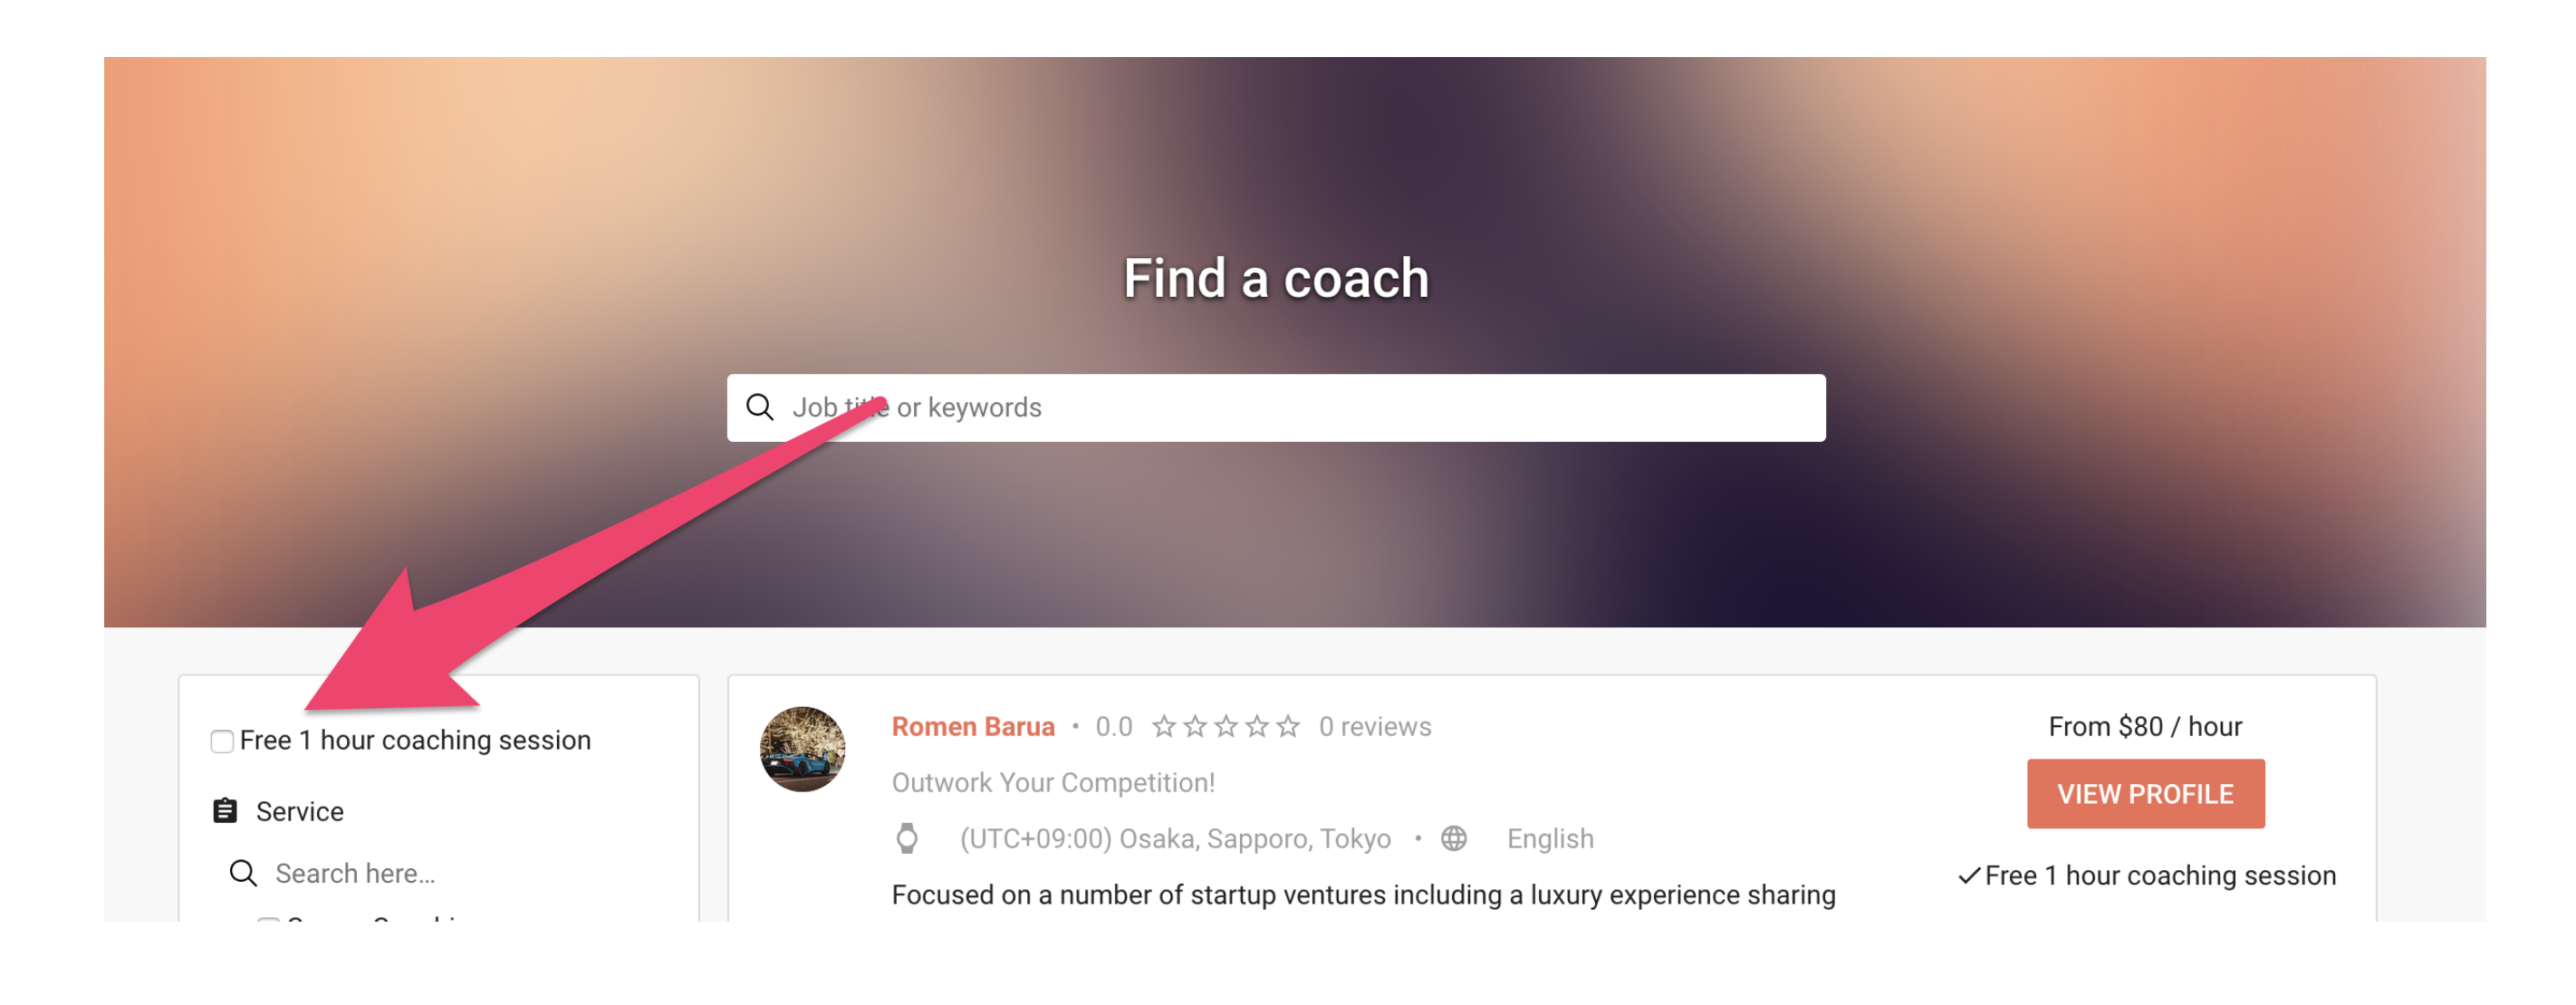 Find a coach
Job title or keywords
Free 1 hour coaching session
Service
Search here...
Romen Barua • 0.0 0 reviews
Outwork Your Competition!
(UTC+09:00) Osaka, Sapporo, Tokyo • English
Focused on a number of startup ventures including a luxury experience sharing
From $80 / hour
VIEW PROFILE
Free 1 hour coaching session